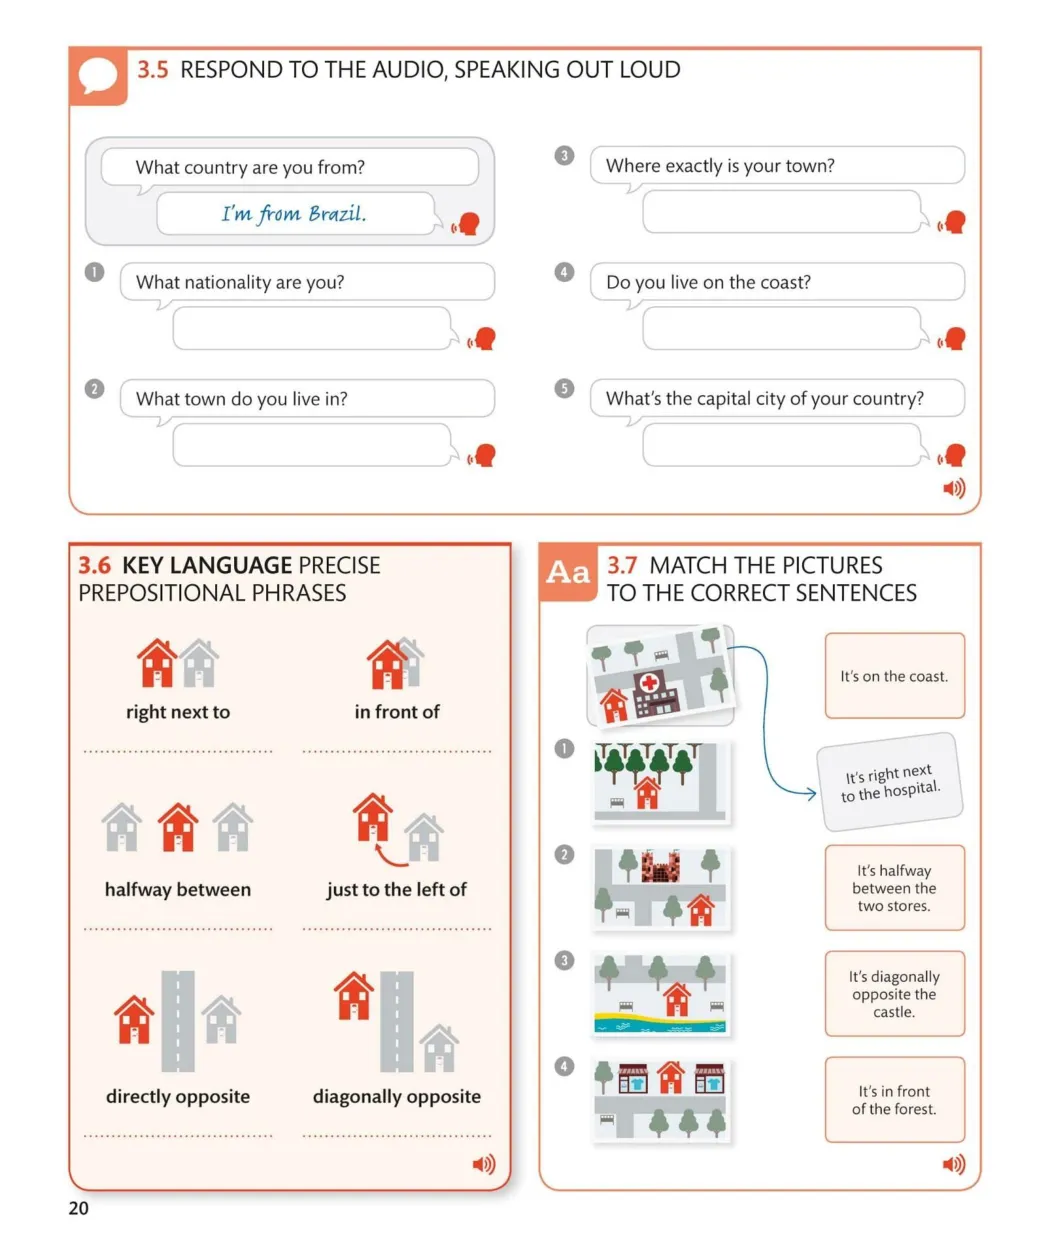 3.5 RESPOND TO THE AUDIO, SPEAKING OUT LOUD
What country are you from?
I'm from Brazil.
1
What nationality are you?
2
What town do you live in?
3
Where exactly is your town?
4
Do you live on the coast?
5
What's the capital city of your country?
3.6 KEY LANGUAGE PRECISE
PREPOSITIONAL PHRASES
right next to
in front of
halfway between
just to the left of
directly opposite
diagonally opposite
Aa
3.7 MATCH THE PICTURES
TO THE CORRECT SENTENCES
1
2
3
4
It's on the coast.
It's right next
to the hospital.
It's halfway
between the
two stores.
It's diagonally
opposite the
castle.
It's in front
of the forest.
20